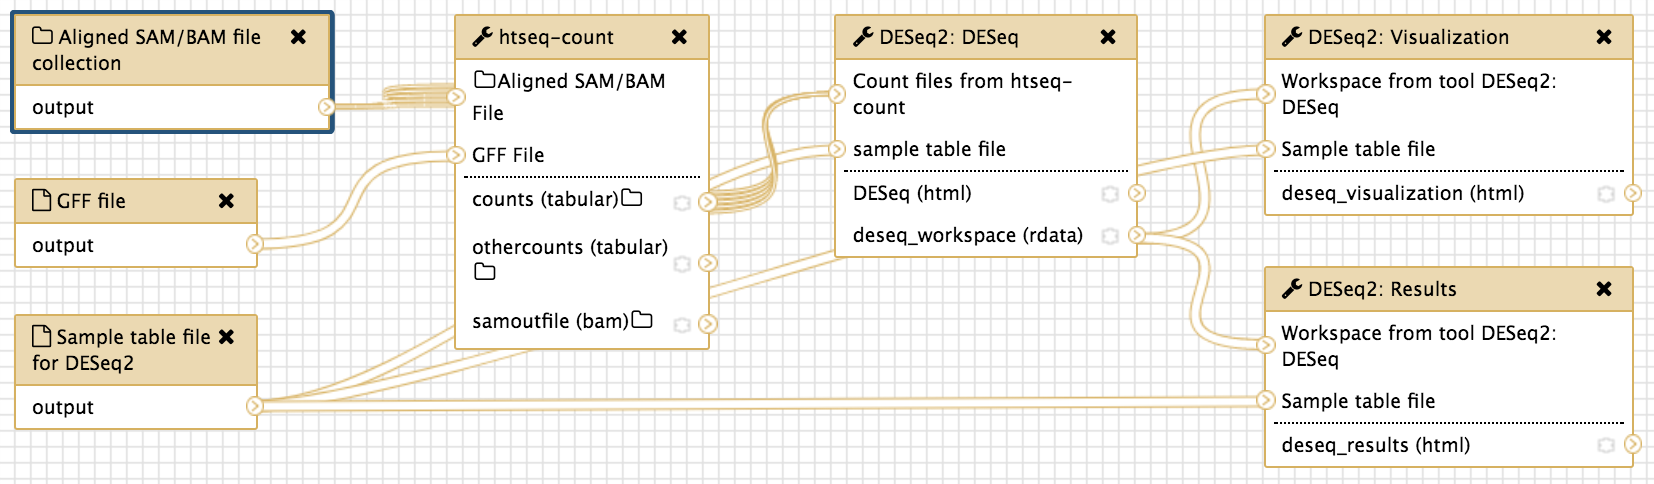 Aligned SAM/BAM file
collection
output
GFF file
output
Sample table file
for DESeq2
output
htseq-count
Aligned SAM/BAM
File
GFF File
counts (tabular)
othercounts (tabular)
samoutfile (bam)
DESeq2: DESeq
Count files from htseq-
count
sample table file
DESeq (html)
deseq_workspace (rdata)
DESeq2: Visualization
Workspace from tool DESeq2:
DESeq
Sample table file
deseq_visualization (html)
DESeq2: Results
Workspace from tool DESeq2:
DESeq
Sample table file
deseq_results (html)